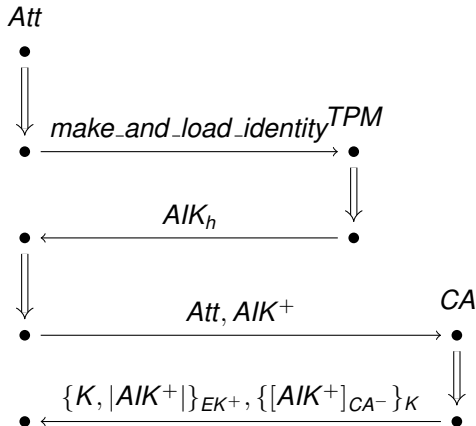 Att
make_and_load_identity TPM
AIK_h
Att, AIK^+
CA
{K, |AIK^+|}_{EK^+}, {[AIK^+]_{CA^-}}_K